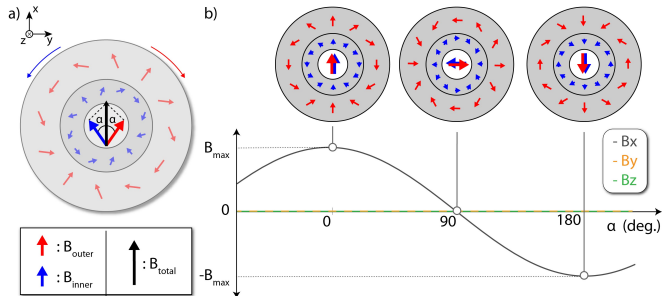 a)
x
z
y
α
α
: B outer
: B inner
: B total
b)
B max
0
-B max
0
90
180
α (deg.)
- Bx
- By
- Bz